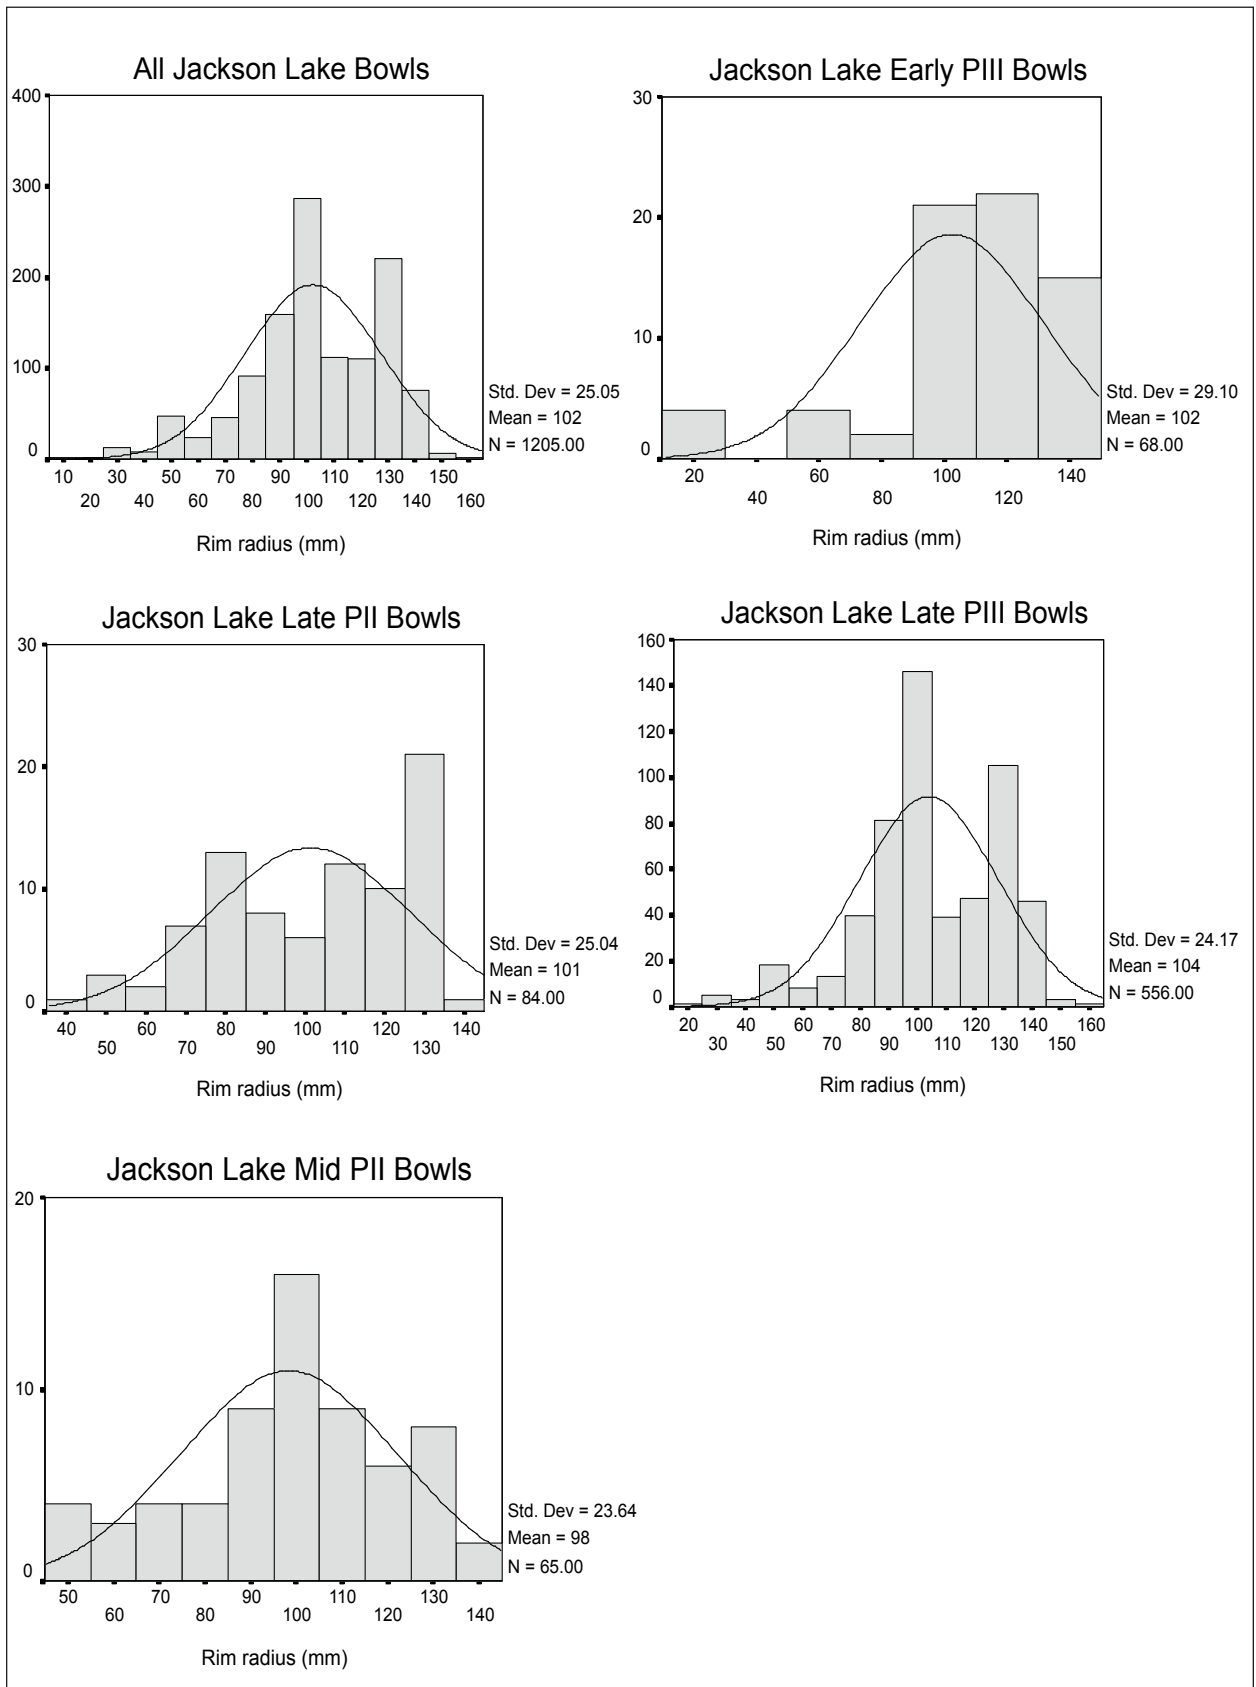 All Jackson Lake Bowls
400
300
200
100
0
10 30 50 70 90 110 130 150
20 40 60 80 100 120 140 160
Rim radius (mm)
Std. Dev = 25.05
Mean = 102
N = 1205.00
Jackson Lake Early PIII Bowls
30
20
10
0
20 60 100 140
40 80 120
Rim radius (mm)
Std. Dev = 29.10
Mean = 102
N = 68.00
Jackson Lake Late PII Bowls
30
20
10
0
40 60 80 100 120 140
50 70 90 110 130
Rim radius (mm)
Std. Dev = 25.04
Mean = 101
N = 84.00
Jackson Lake Late PIII Bowls
160
140
120
100
80
60
40
20
0
20 40 60 80 100 120 140 160
30 50 70 90 110 130 150
Rim radius (mm)
Std. Dev = 24.17
Mean = 104
N = 556.00
Jackson Lake Mid PII Bowls
20
10
0
50 70 90 110 130
60 80 100 120 140
Rim radius (mm)
Std. Dev = 23.64
Mean = 98
N = 65.00